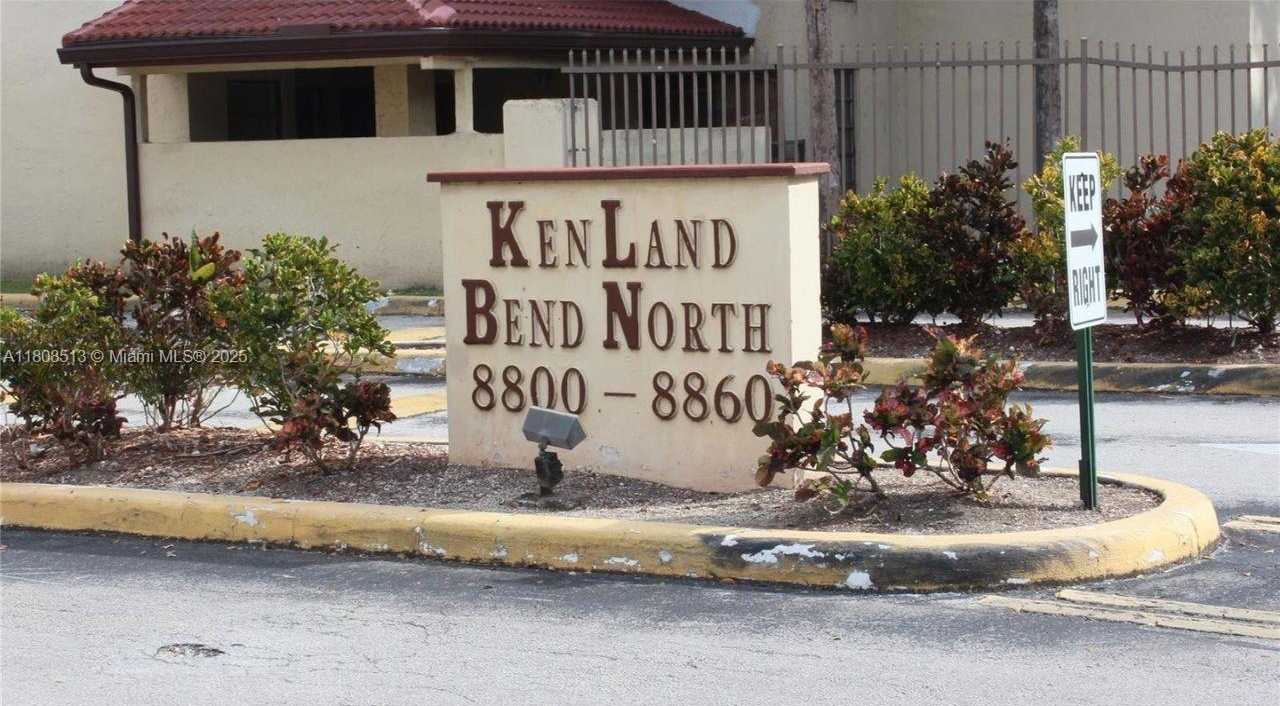 KENLAND
BEND NORTH
8800 – 8860
KEEP
RIGHT
A11808513 © Miami MLS® 2025